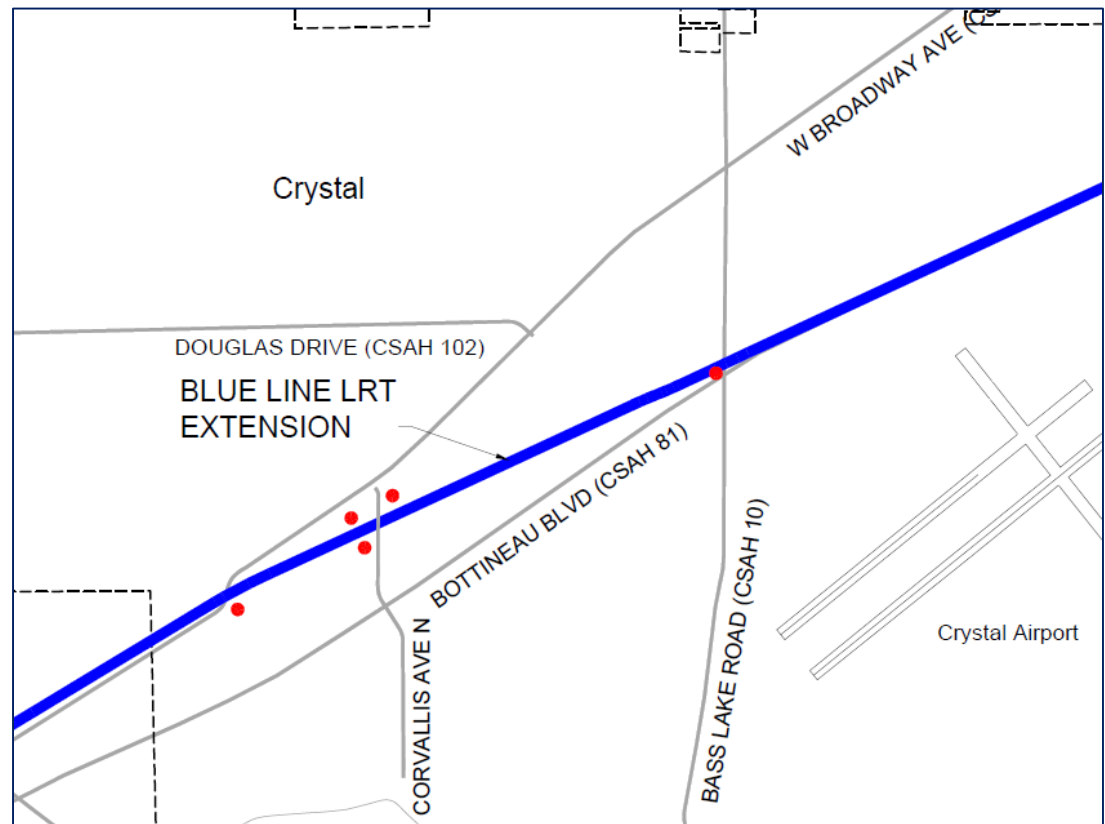 W BROADWAY AVE (CS
Crystal
DOUGLAS DRIVE (CSAH 102)
BLUE LINE LRT
EXTENSION
BOTTINEAU BLVD (CSAH 81)
CORVALLIS AVE N
BASS LAKE ROAD (CSAH 10)
Crystal Airport